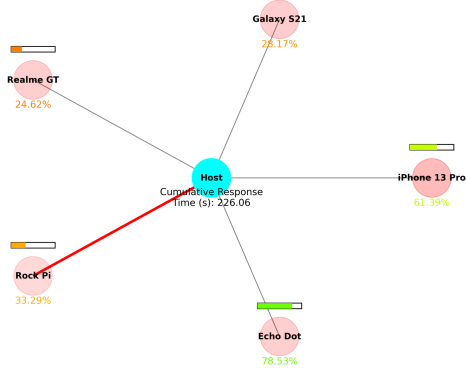 Galaxy S21
28.17%
Realme GT
24.62%
Host
Cumulative Response
Time (s): 226.06
iPhone 13 Pro
61.39%
Rock Pi
33.29%
Echo Dot
78.53%